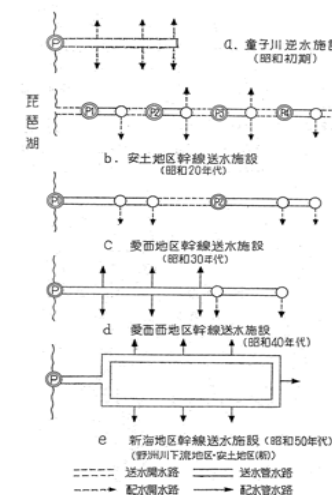 P
a. 童子川逆水施設
(昭和初期)
琵琶湖
P1 P2 P3 P4
b. 安土地区幹線送水施設
(昭和20年代)
P1 P2
c 愛西地区幹線送水施設
(昭和30年代)
P
d 愛西西地区幹線送水施設
(昭和40年代)
P
e 新海地区幹線送水施設(昭和50年代)
(野洲川下流地区・安土地区(新))
送水開水路 送水管水路
配水開水路 配水管水路